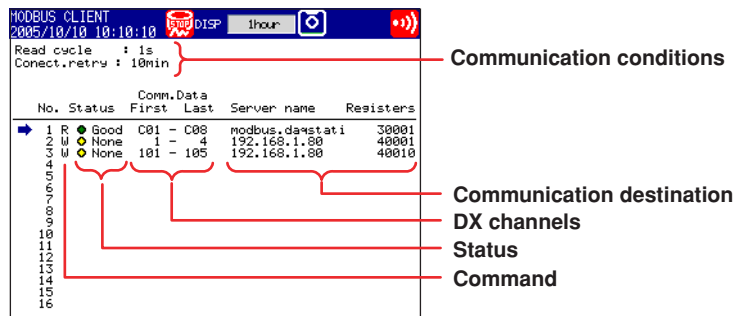 MODBUS CLIENT
2005/10/10 10:10:10 STOP DISP 1hour
Read cycle : 1s
Conect.retry : 10min
Communication conditions
Comm.Data
No. Status First Last Server name Registers
1 R Good C01 - C08 modbus.daqstati 30001
2 W None 1 - 4 192.168.1.80 40001
3 W None 101 - 105 192.168.1.80 40010
4
5
6
7
8
9
10
11
12
13
14
15
16
Communication destination
DX channels
Status
Command